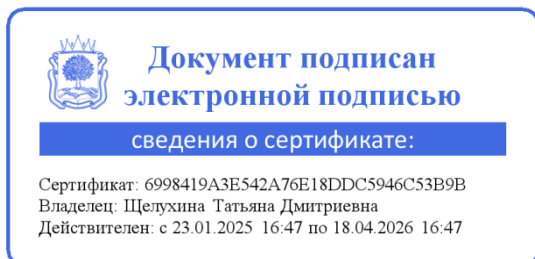 Документ подписан
электронной подписью
сведения о сертификате:
Сертификат: 6998419A3E542A76E18DDC5946C53B9B
Владелец: Щелухина Татьяна Дмитриевна
Действителен: с 23.01.2025 16:47 по 18.04.2026 16:47